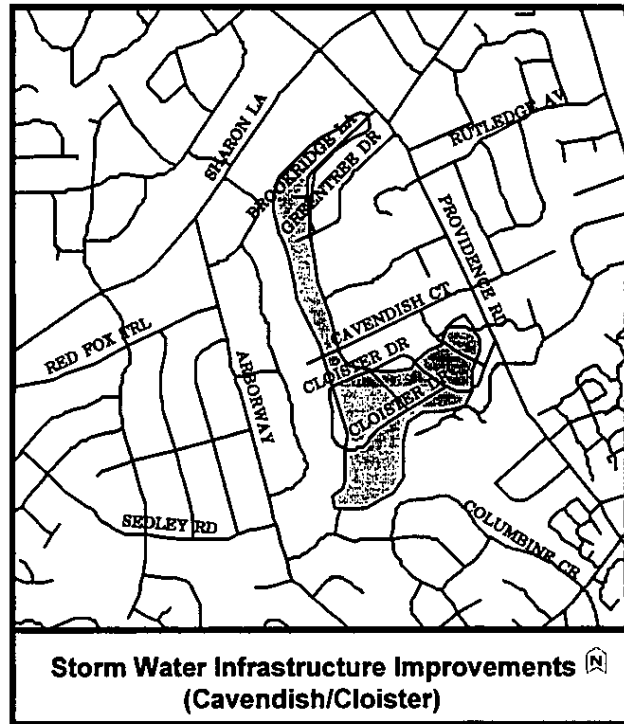 SHARON LA
BROOKRIDGE LA
GREENTREE DR
RUTLEDGE AV
PROVIDENCE RD
CAVENDISH CT
RED FOX TRL
ARBORWAY
CLOISTER DR
CLOISTER
SEDLEY RD
COLUMBINE CR
Storm Water Infrastructure Improvements N
(Cavendish/Cloister)